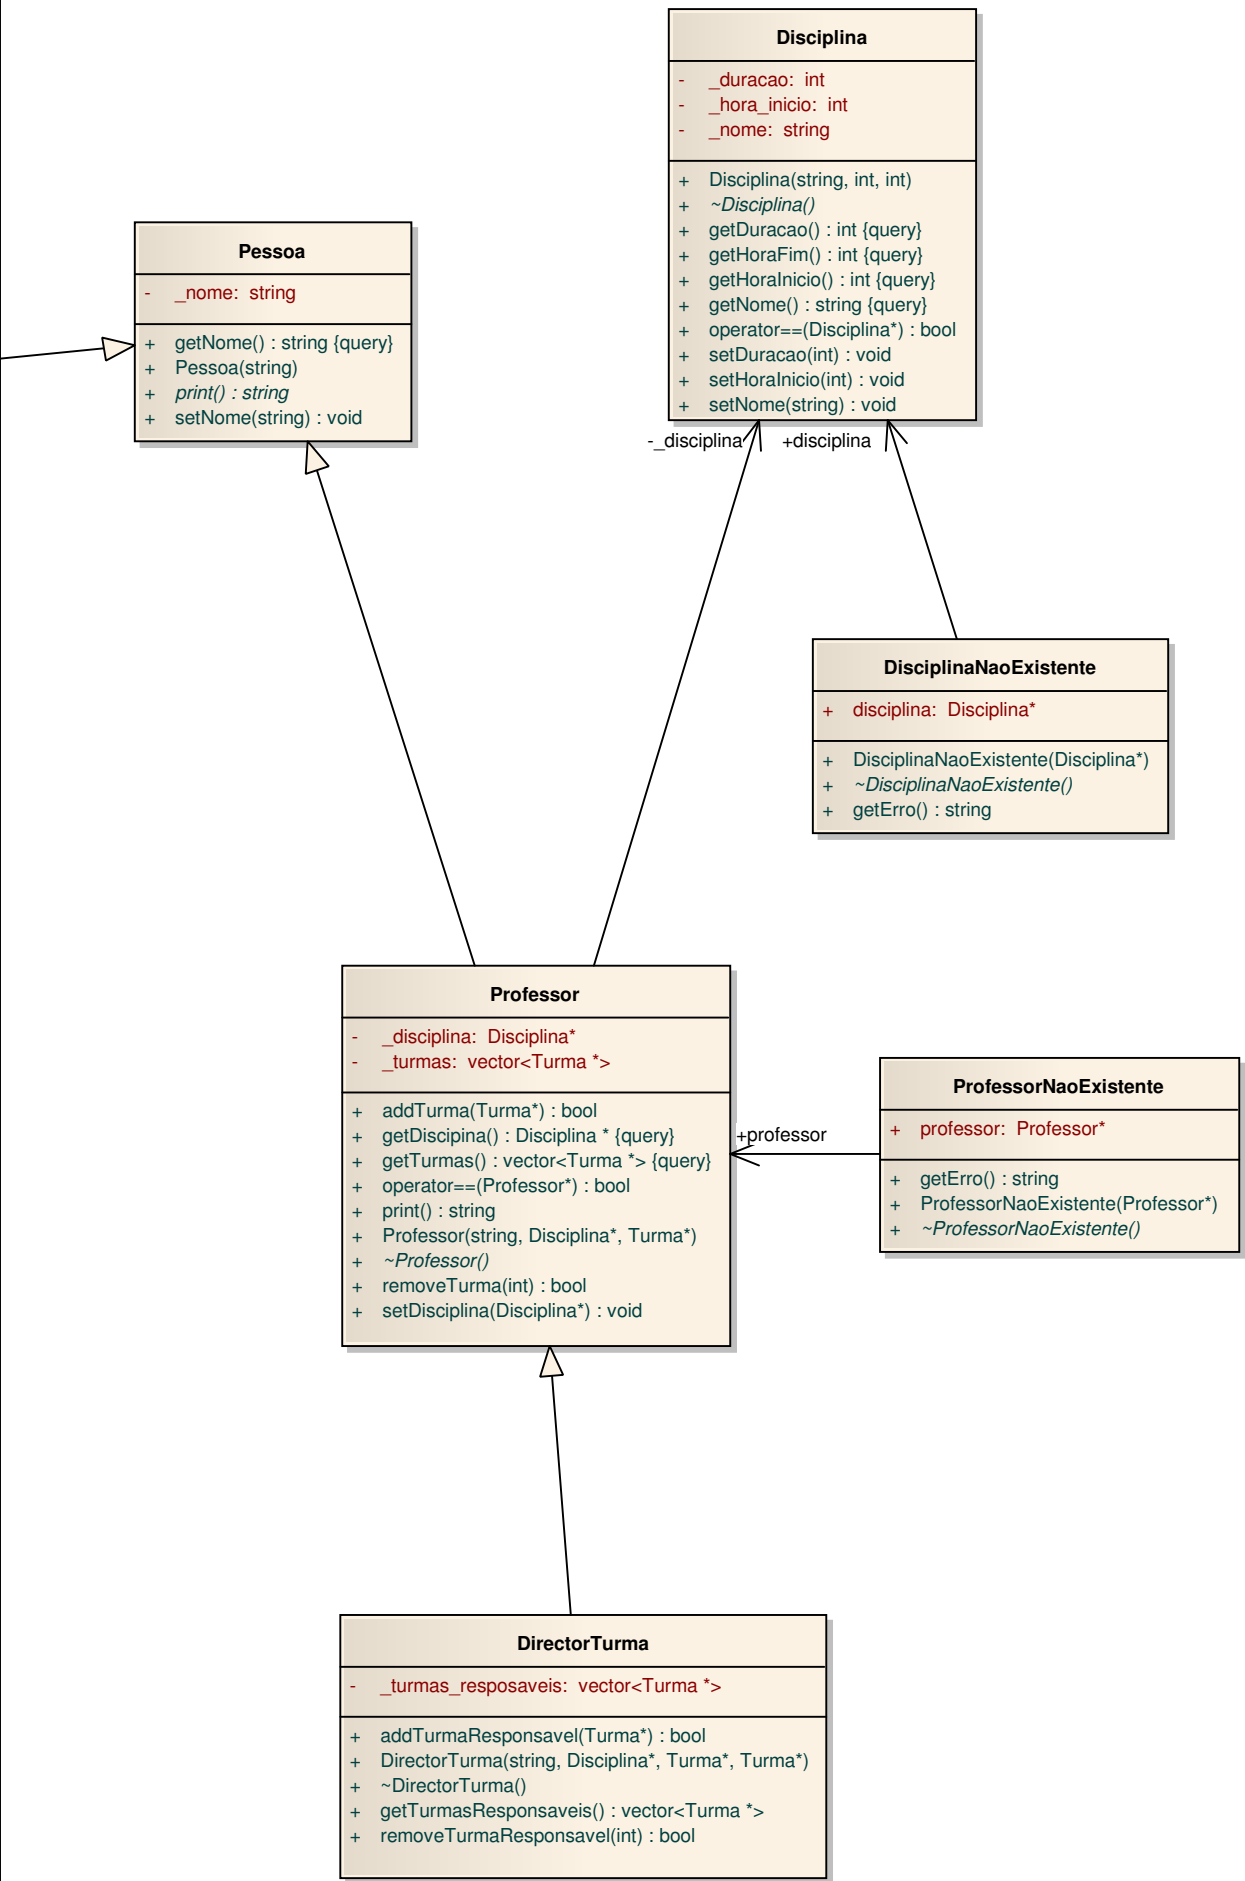 Disciplina
- _duracao: int
- _hora_inicio: int
- _nome: string
+ Disciplina(string, int, int)
+ ~Disciplina()
+ getDuracao() : int {query}
+ getHoraFim() : int {query}
+ getHoraInicio() : int {query}
+ getNome() : string {query}
+ operator==(Disciplina*) : bool
+ setDuracao(int) : void
+ setHoraInicio(int) : void
+ setNome(string) : void
Pessoa
- _nome: string
+ getNome() : string {query}
+ Pessoa(string)
+ print() : string
+ setNome(string) : void
-_disciplina
+disciplina
DisciplinaNaoExistente
+ disciplina: Disciplina*
+ DisciplinaNaoExistente(Disciplina*)
+ ~DisciplinaNaoExistente()
+ getErro() : string
Professor
- _disciplina: Disciplina*
- _turmas: vector<Turma *>
+ addTurma(Turma*) : bool
+ getDiscipina() : Disciplina * {query}
+ getTurmas() : vector<Turma *> {query}
+ operator==(Professor*) : bool
+ print() : string
+ Professor(string, Disciplina*, Turma*)
+ ~Professor()
+ removeTurma(int) : bool
+ setDisciplina(Disciplina*) : void
+professor
ProfessorNaoExistente
+ professor: Professor*
+ getErro() : string
+ ProfessorNaoExistente(Professor*)
+ ~ProfessorNaoExistente()
DirectorTurma
- _turmas_resposaveis: vector<Turma *>
+ addTurmaResponsavel(Turma*) : bool
+ DirectorTurma(string, Disciplina*, Turma*, Turma*)
+ ~DirectorTurma()
+ getTurmasResponsaveis() : vector<Turma *>
+ removeTurmaResponsavel(int) : bool